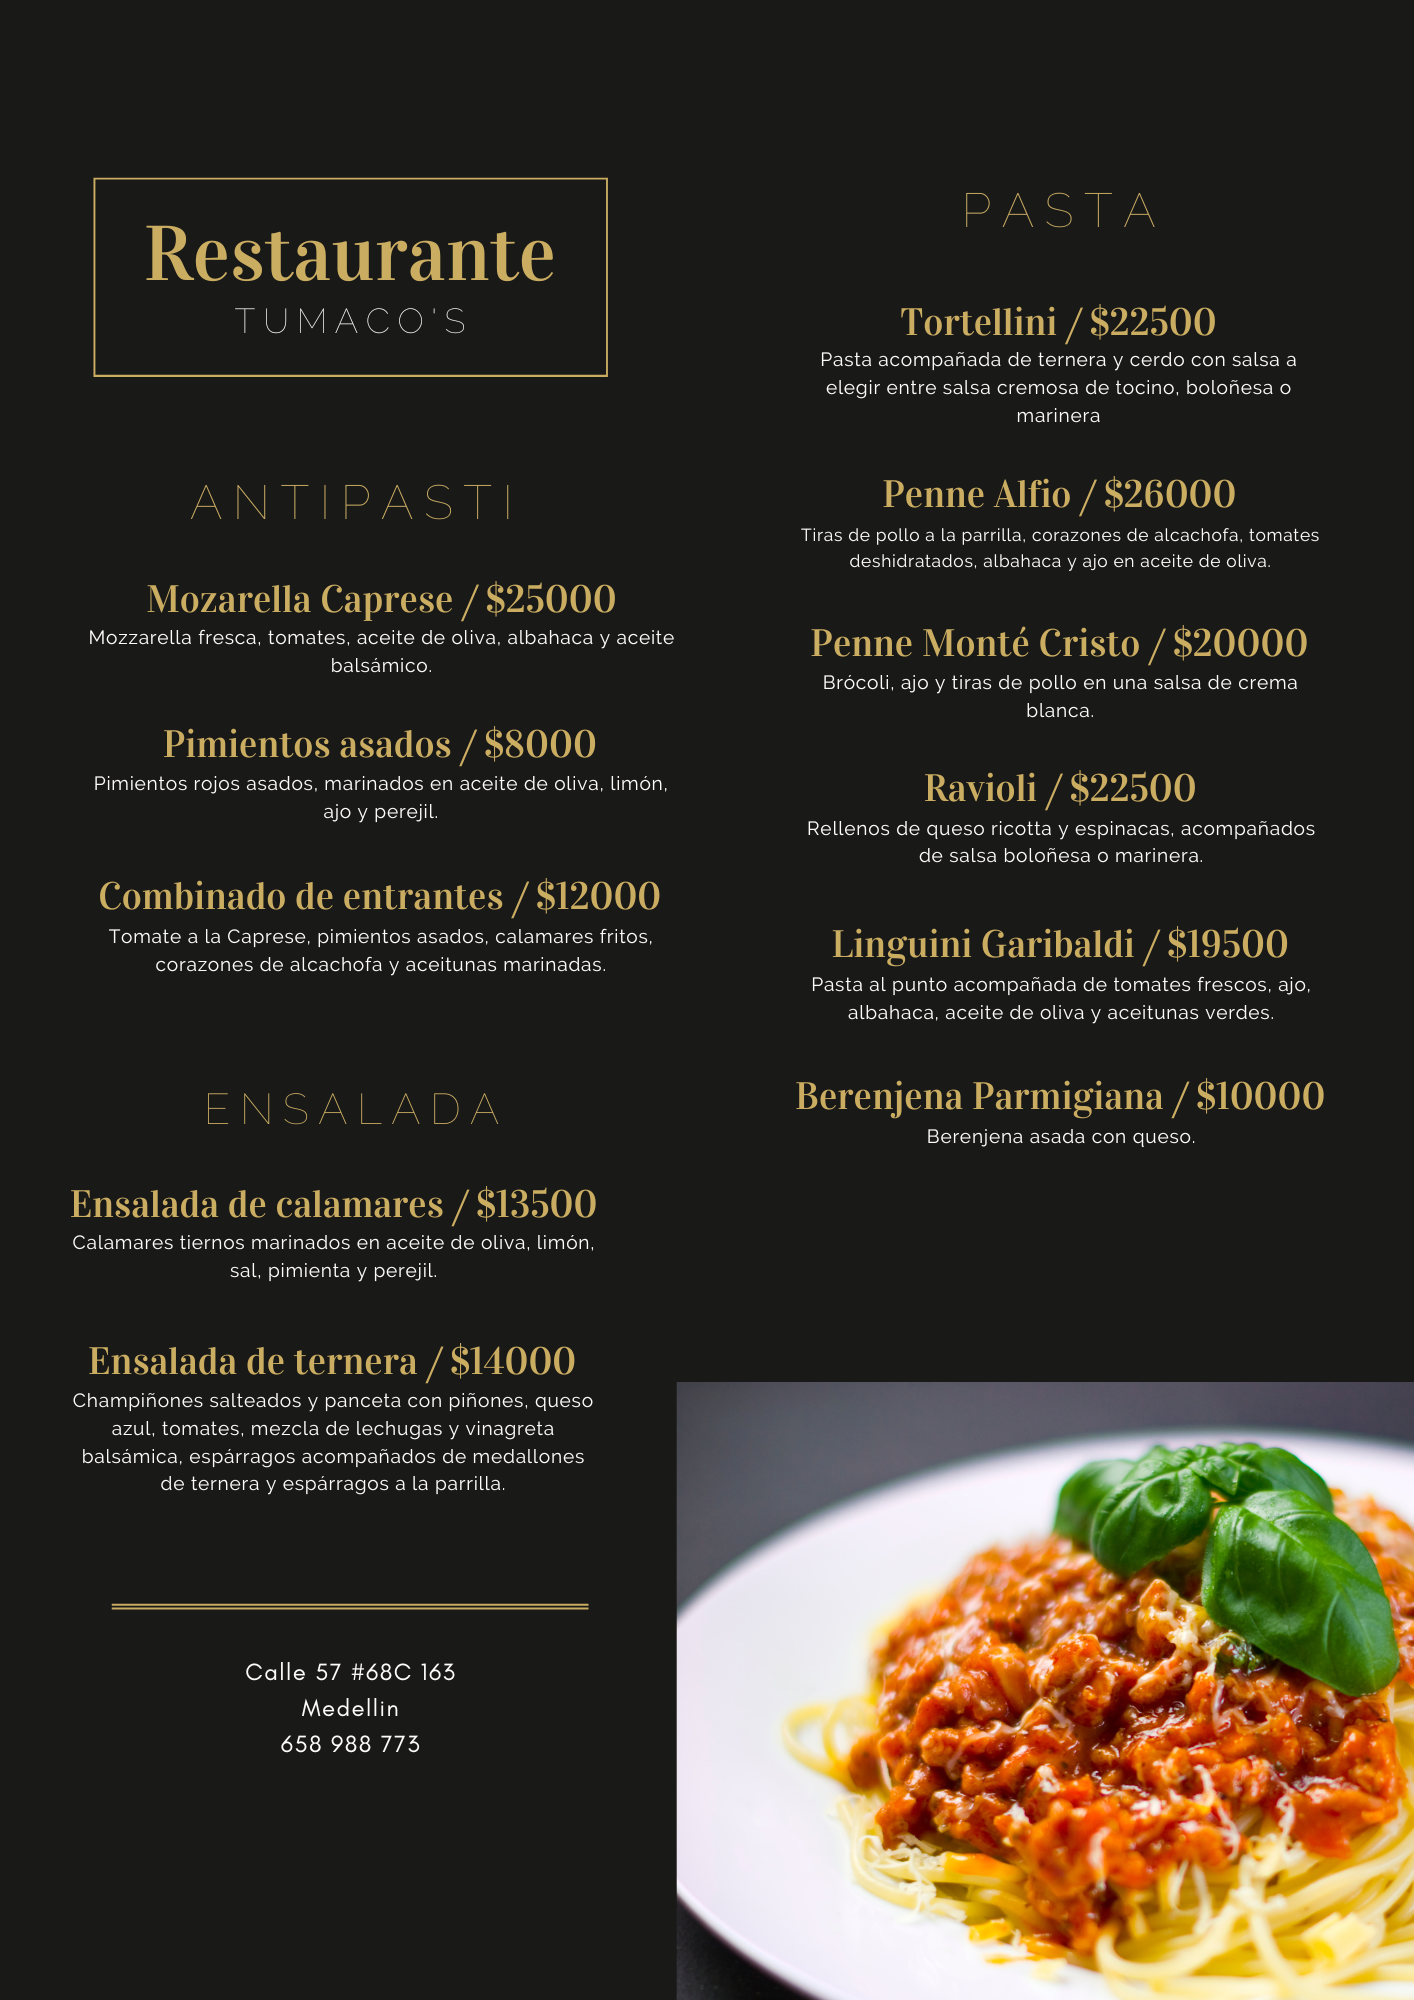 Restaurante
TUMACO'S
ANTIPASTI
Mozarella Caprese / $25000
Mozzarella fresca, tomates, aceite de oliva, albahaca y aceite
balsámico.
Pimientos asados / $8000
Pimientos rojos asados, marinados en aceite de oliva, limón,
ajo y perejil.
Combinado de entrantes / $12000
Tomate a la Caprese, pimientos asados, calamares fritos,
corazones de alcachofa y aceitunas marinadas.
ENSALADA
Ensalada de calamares / $13500
Calamares tiernos marinados en aceite de oliva, limón,
sal, pimienta y perejil.
Ensalada de ternera / $14000
Champiñones salteados y panceta con piñones, queso
azul, tomates, mezcla de lechugas y vinagreta
balsámica, espárragos acompañados de medallones
de ternera y espárragos a la parrilla.
Calle 57 #68C 163
Medellin
658 988 773
PASTA
Tortellini / $22500
Pasta acompañada de ternera y cerdo con salsa a
elegir entre salsa cremosa de tocino, boloñesa o
marinera
Penne Alfio / $26000
Tiras de pollo a la parrilla, corazones de alcachofa, tomates
deshidratados, albahaca y ajo en aceite de oliva.
Penne Monté Cristo / $20000
Brócoli, ajo y tiras de pollo en una salsa de crema
blanca.
Ravioli / $22500
Rellenos de queso ricotta y espinacas, acompañados
de salsa boloñesa o marinera.
Linguini Garibaldi / $19500
Pasta al punto acompañada de tomates frescos, ajo,
albahaca, aceite de oliva y aceitunas verdes.
Berenjena Parmigiana / $10000
Berenjena asada con queso.